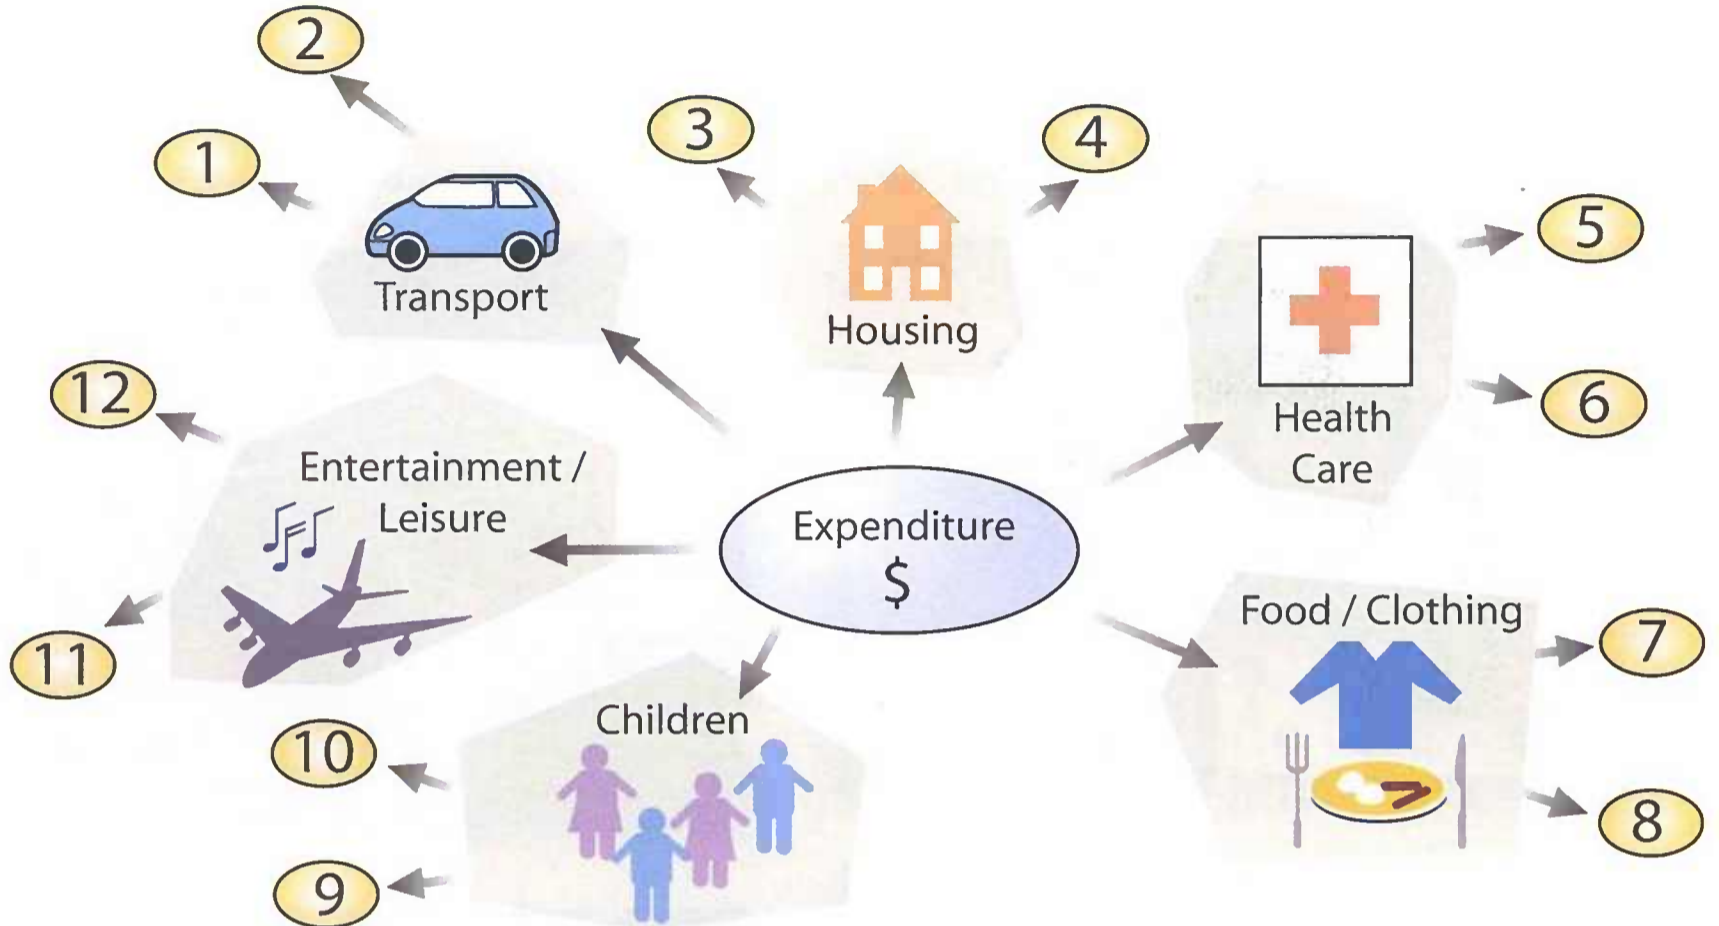 2
1
3
4
5
6
Transport
Housing
Health
Care
12
Entertainment /
Leisure
11
Expenditure
$
Food / Clothing
7
8
Children
10
9